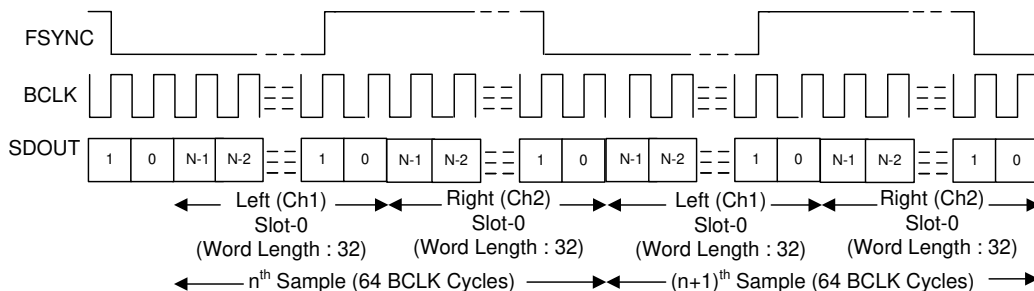 FSYNC
BCLK
SDOUT
1 0 N-1 N-2 1 0 N-1 N-2 1 0 N-1 N-2 1 0 N-1 N-2 1 0
Left (Ch1) Right (Ch2) Left (Ch1) Right (Ch2)
Slot-0 Slot-0 Slot-0 Slot-0
(Word Length : 32) (Word Length : 32) (Word Length : 32) (Word Length : 32)
nth Sample (64 BCLK Cycles) (n+1)th Sample (64 BCLK Cycles)